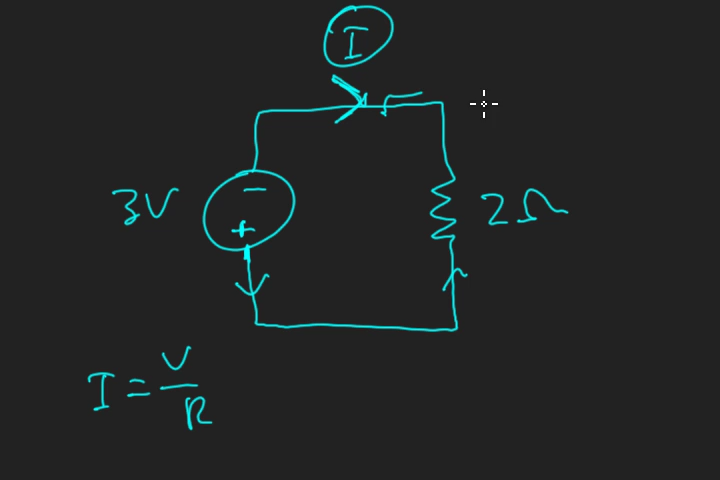 I
3V
-
+
2Ω
I = V/R